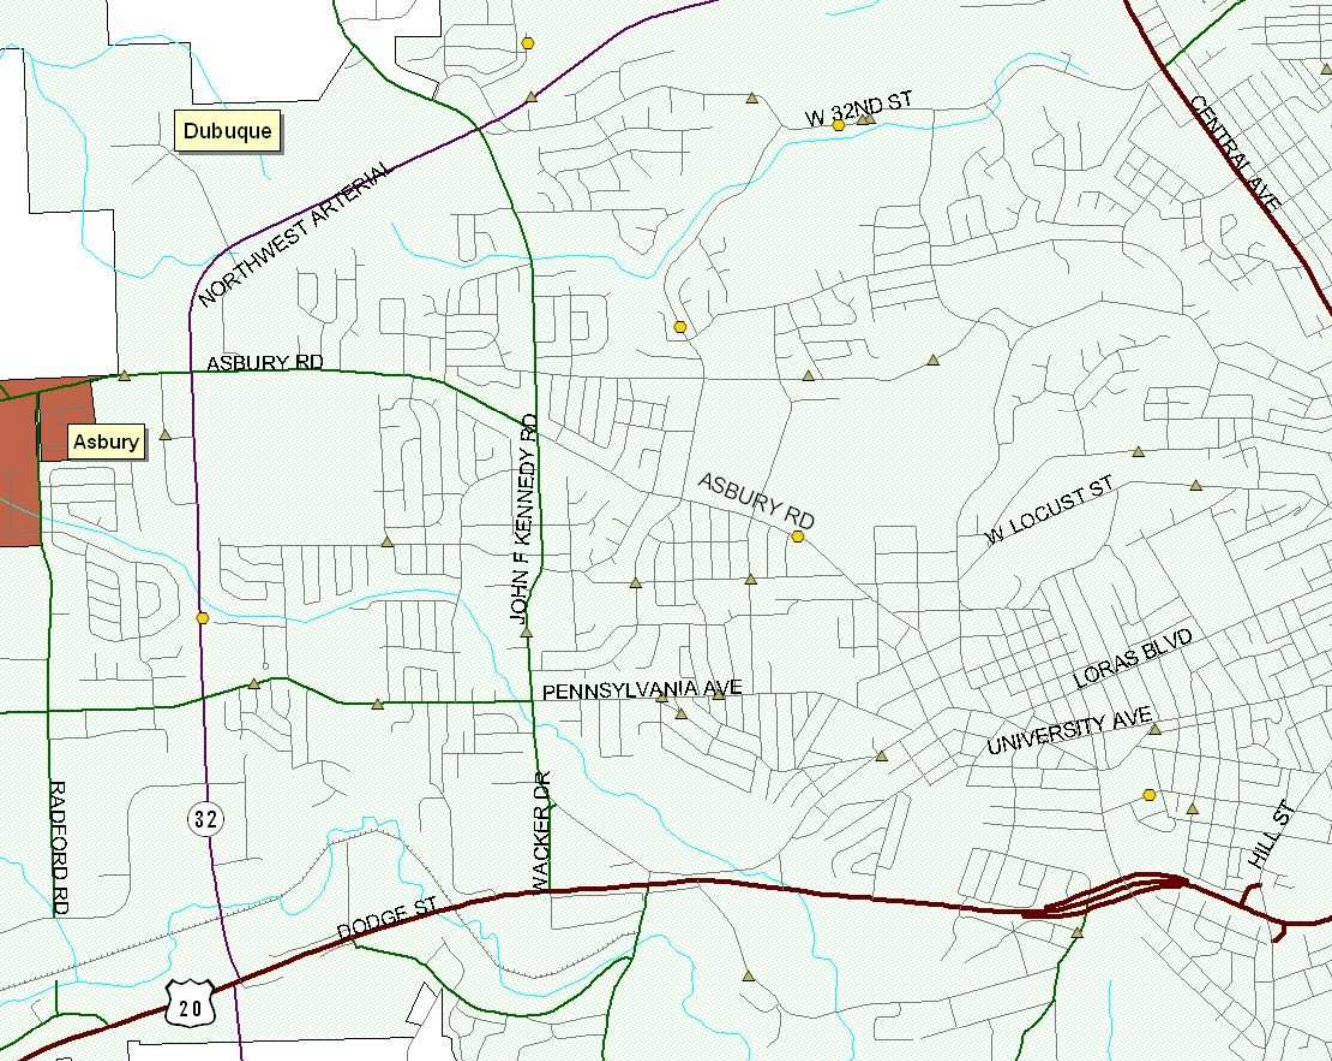 W 32ND ST
CENTRAL AVE
Dubuque
NORTHWEST ARTERIAL
ASBURY RD
Asbury
JOHN F KENNEDY RD
ASBURY RD
W LOCUST ST
LORAS BLVD
PENNSYLVANIA AVE
UNIVERSITY AVE
RADFORD RD
32
WACKER DR
HILL ST
DODGE ST
20